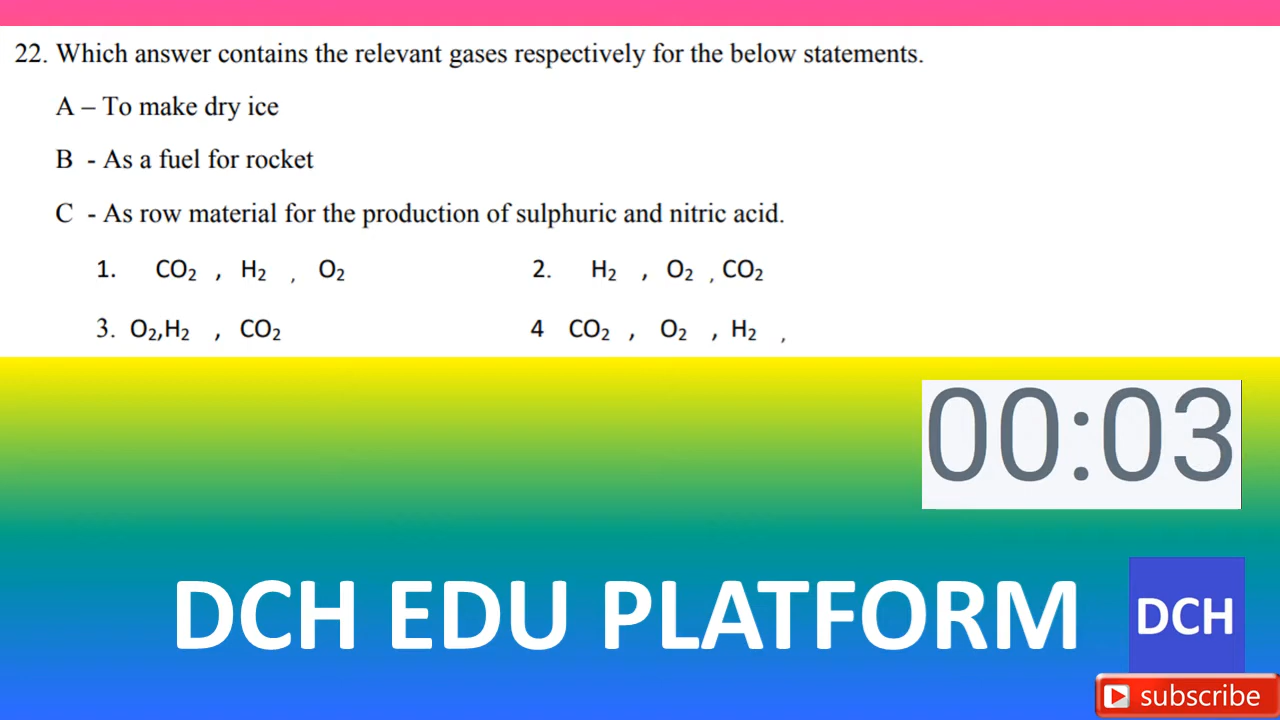 22. Which answer contains the relevant gases respectively for the below statements.
A – To make dry ice
B - As a fuel for rocket
C - As row material for the production of sulphuric and nitric acid.
1. CO₂ , H₂ , O₂ 2. H₂ , O₂ , CO₂
3. O₂,H₂ , CO₂ 4 CO₂ , O₂ , H₂ ,
00:03
DCH EDU PLATFORM
DCH
subscribe